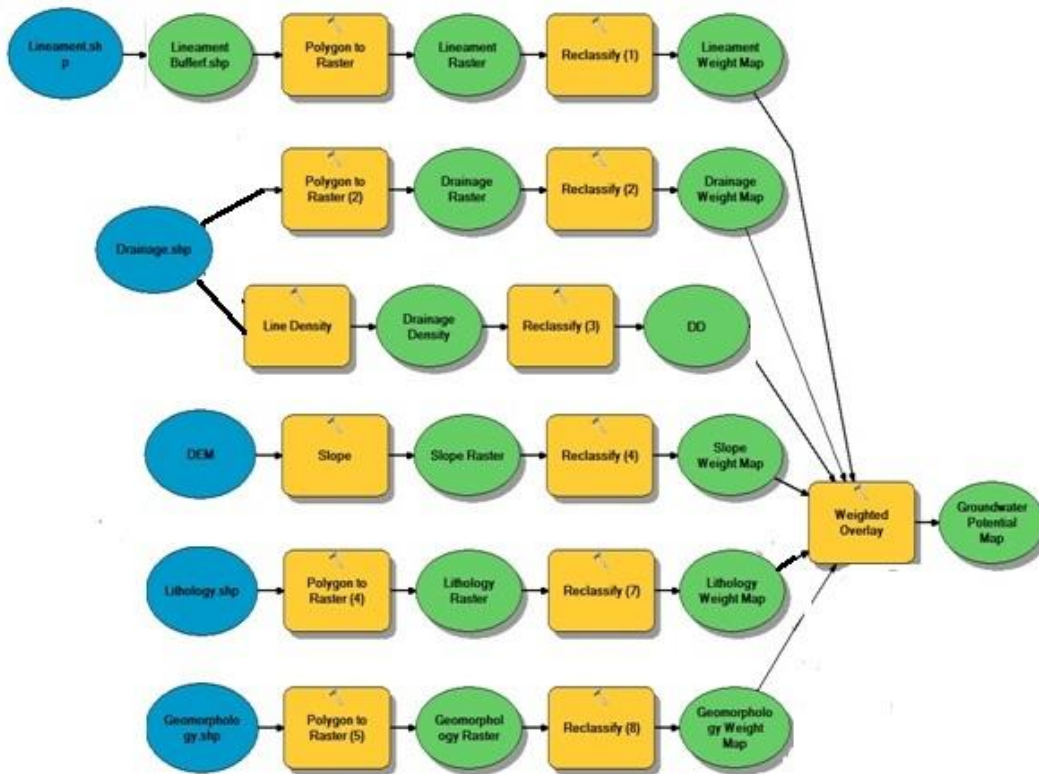 Lineament.sh
p
Lineament
Bufferf.shp
Polygon to
Raster
Lineament
Raster
Reclassify (1)
Lineament
Weight Map
Drainage.shp
Polygon to
Raster (2)
Drainage
Raster
Reclassify (2)
Drainage
Weight Map
Line Density
Drainage
Density
Reclassify (3)
DD
DEM
Slope
Slope Raster
Reclassify (4)
Slope
Weight Map
Weighted
Overlay
Groundwater
Potential
Map
Lithology.shp
Polygon to
Raster (4)
Lithology
Raster
Reclassify (7)
Lithology
Weight Map
Geomorpholo
gy.shp
Polygon to
Raster (5)
Geomorphol
ogy Raster
Reclassify (8)
Geomorpholo
gy Weight
Map